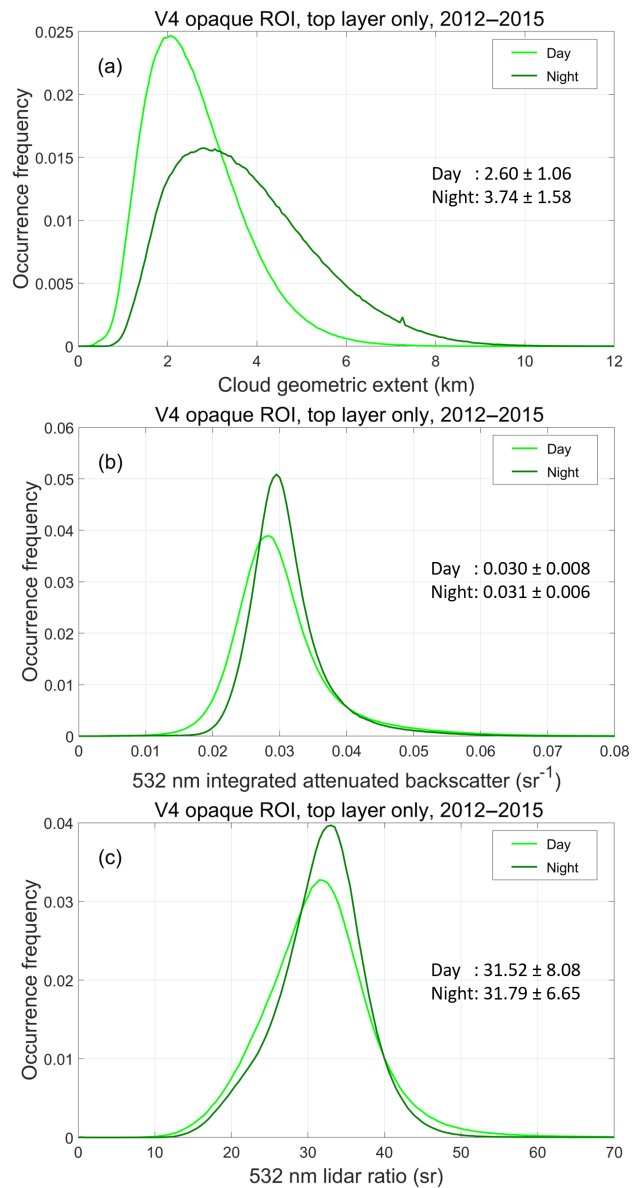 V4 opaque ROI, top layer only, 2012–2015
(a)
Day
Night
Day : 2.60 ± 1.06
Night: 3.74 ± 1.58
Occurrence frequency
0.025
0.02
0.015
0.01
0.005
0
0 2 4 6 8 10 12
Cloud geometric extent (km)
V4 opaque ROI, top layer only, 2012–2015
(b)
Day
Night
Day : 0.030 ± 0.008
Night: 0.031 ± 0.006
Occurrence frequency
0.06
0.05
0.04
0.03
0.02
0.01
0
0 0.01 0.02 0.03 0.04 0.05 0.06 0.07 0.08
532 nm integrated attenuated backscatter (sr⁻¹)
V4 opaque ROI, top layer only, 2012–2015
(c)
Day
Night
Day : 31.52 ± 8.08
Night: 31.79 ± 6.65
Occurrence frequency
0.04
0.03
0.02
0.01
0
0 10 20 30 40 50 60 70
532 nm lidar ratio (sr)